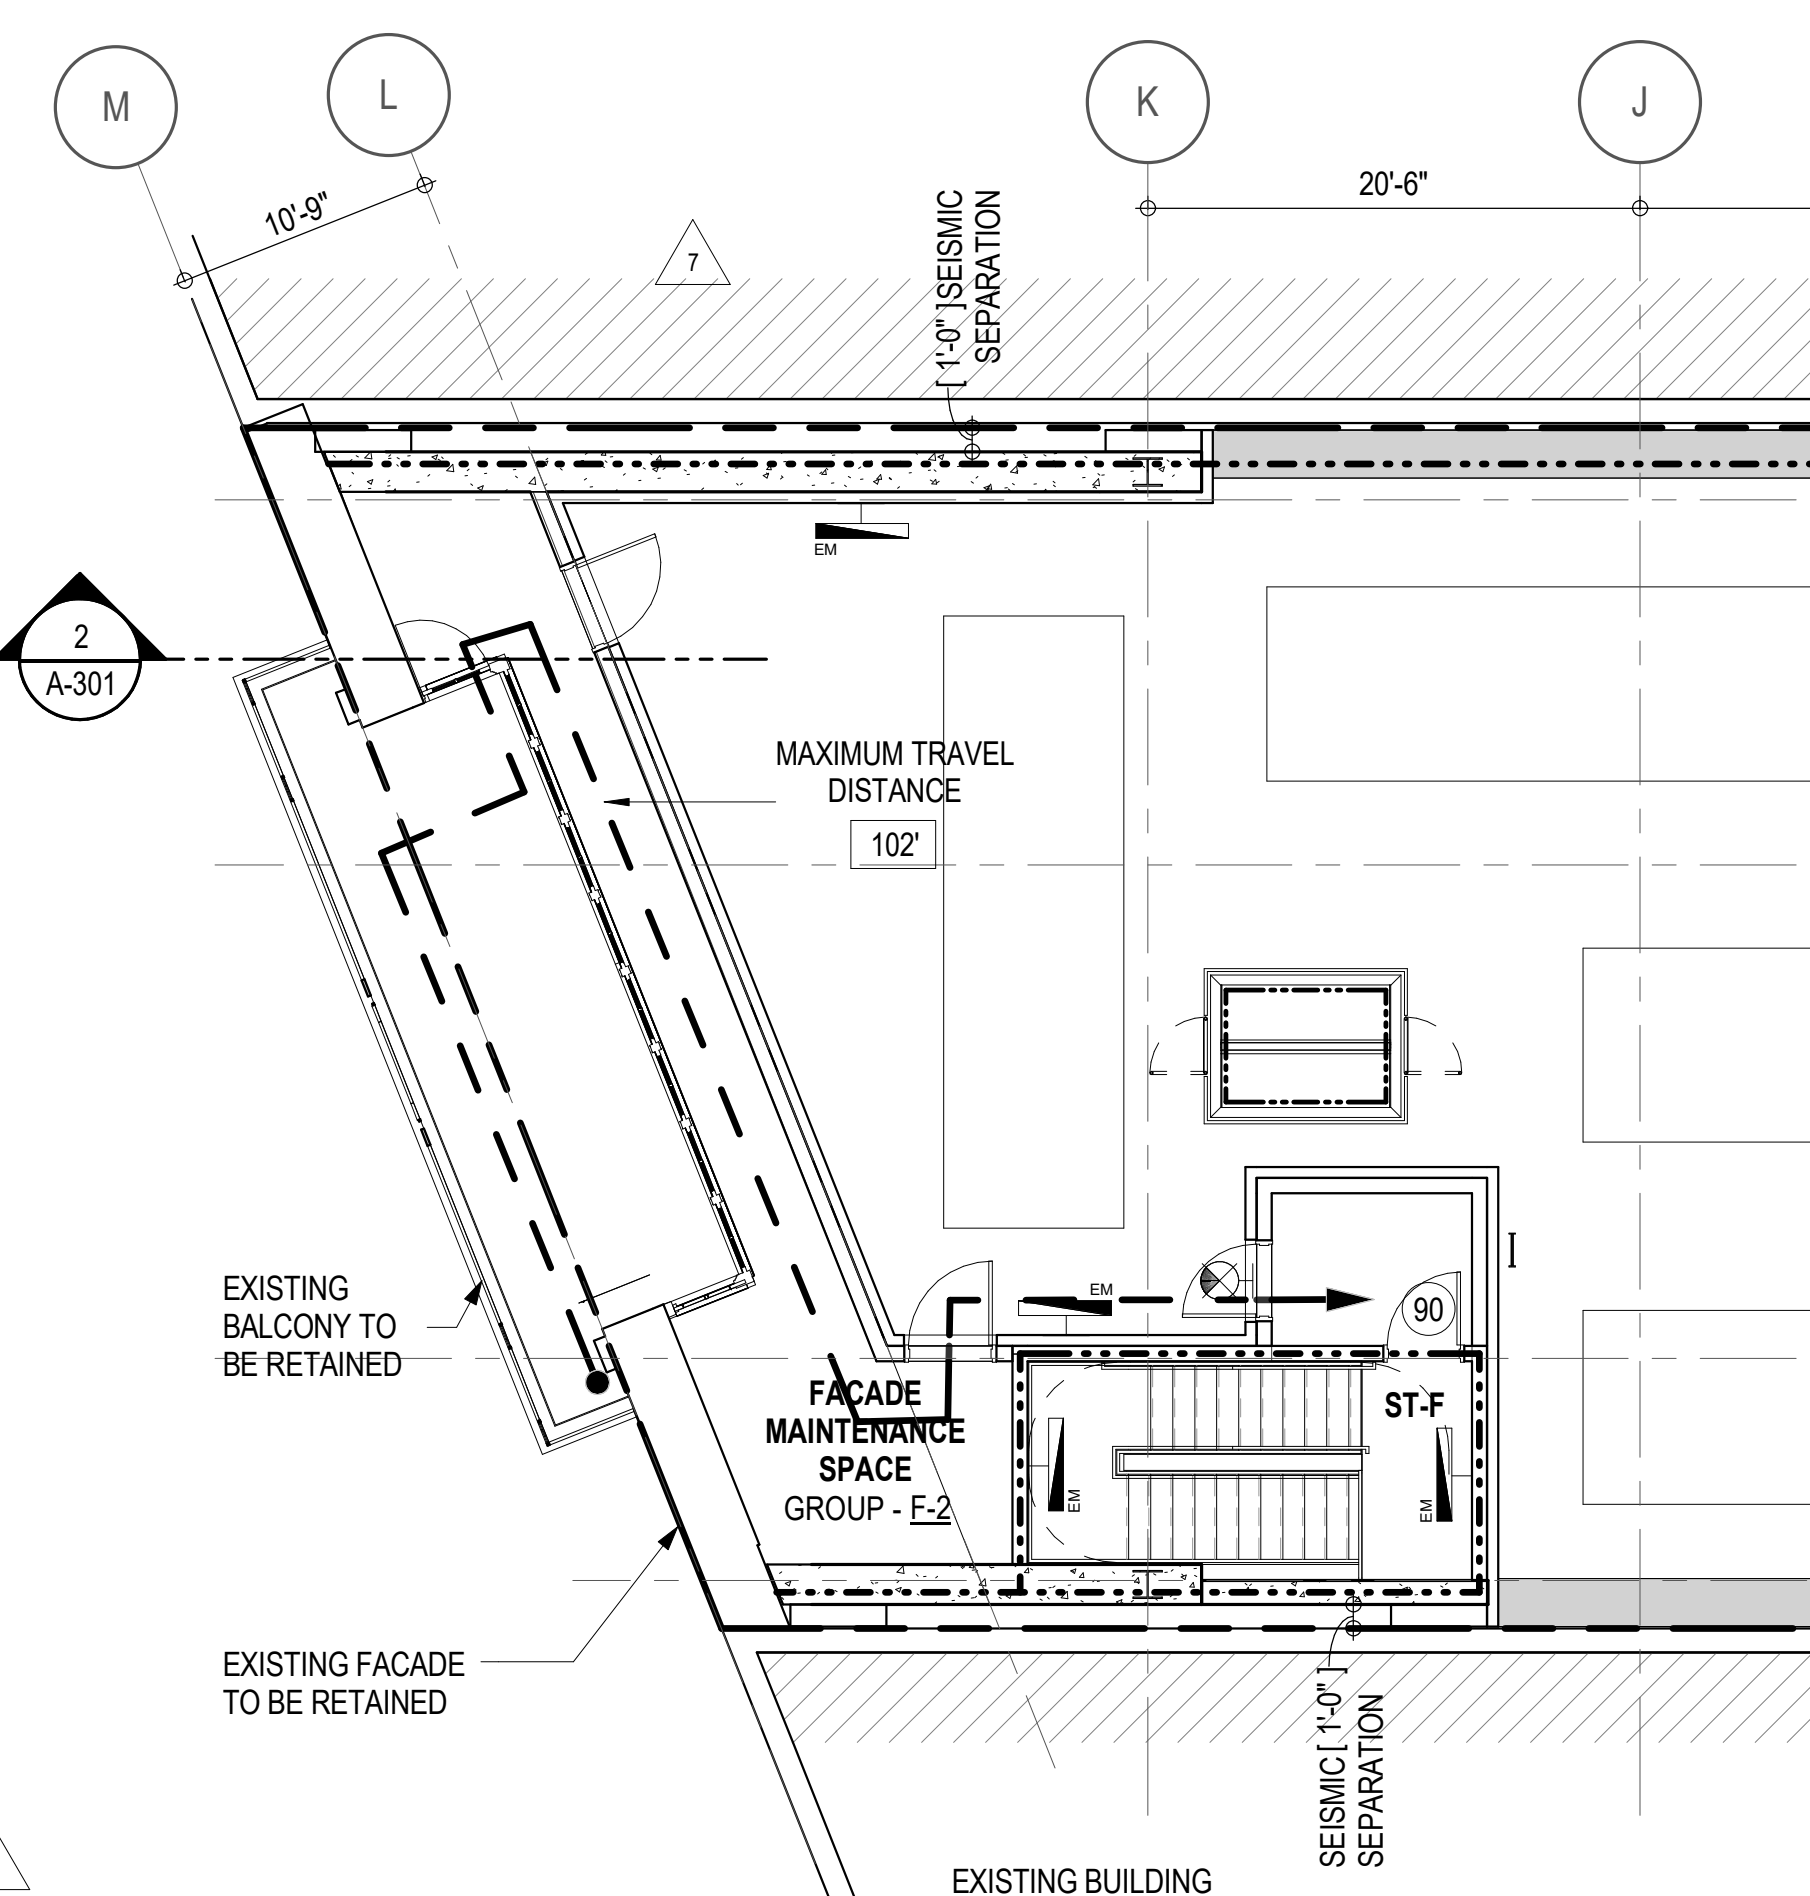 M
L
K
J
10'-9"
20'-6"
7
[ 1'-0" ]SEISMIC
SEPARATION
EM
2
A-301
MAXIMUM TRAVEL
DISTANCE
102'
EXISTING
BALCONY TO
BE RETAINED
EM
90
FACADE
MAINTENANCE
SPACE
GROUP - F-2
ST-F
EM
EM
EXISTING FACADE
TO BE RETAINED
SEISMIC[ 1'-0" ]
SEPARATION
EXISTING BUILDING